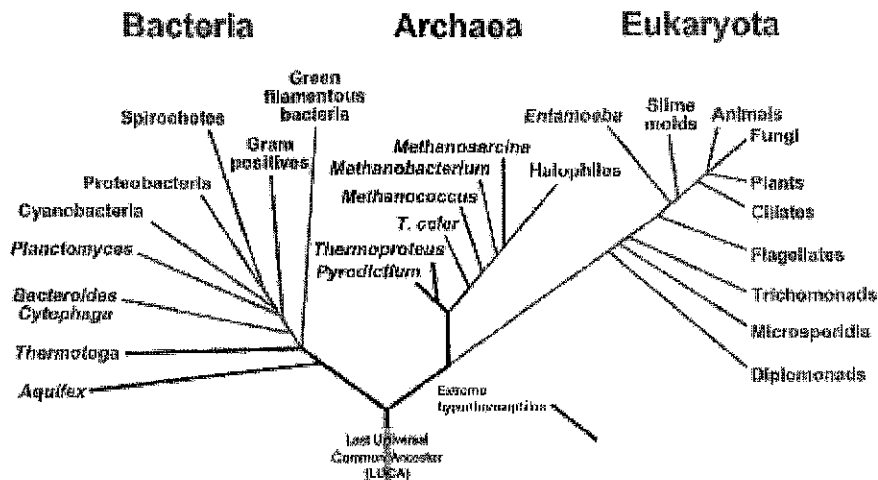 Bacteria Archaea Eukaryota
Green
filamentous
bacteria
Spirochetes
Gram
positives
Proteobacteria
Cyanobacteria
Planctomyces
Bacteroides
Cytophaga
Thermotoga
Aquifex
Methanosarcina
Methanobacterium
Halophiles
Methanococcus
T. celer
Thermoproteus
Pyrodictium
Entamoeba
Slime
molds
Animals
Fungi
Plants
Ciliates
Flagellates
Trichomonads
Microsporidia
Diplomonads
Extreme
Last Universal
Common Ancestor
(LUCA)